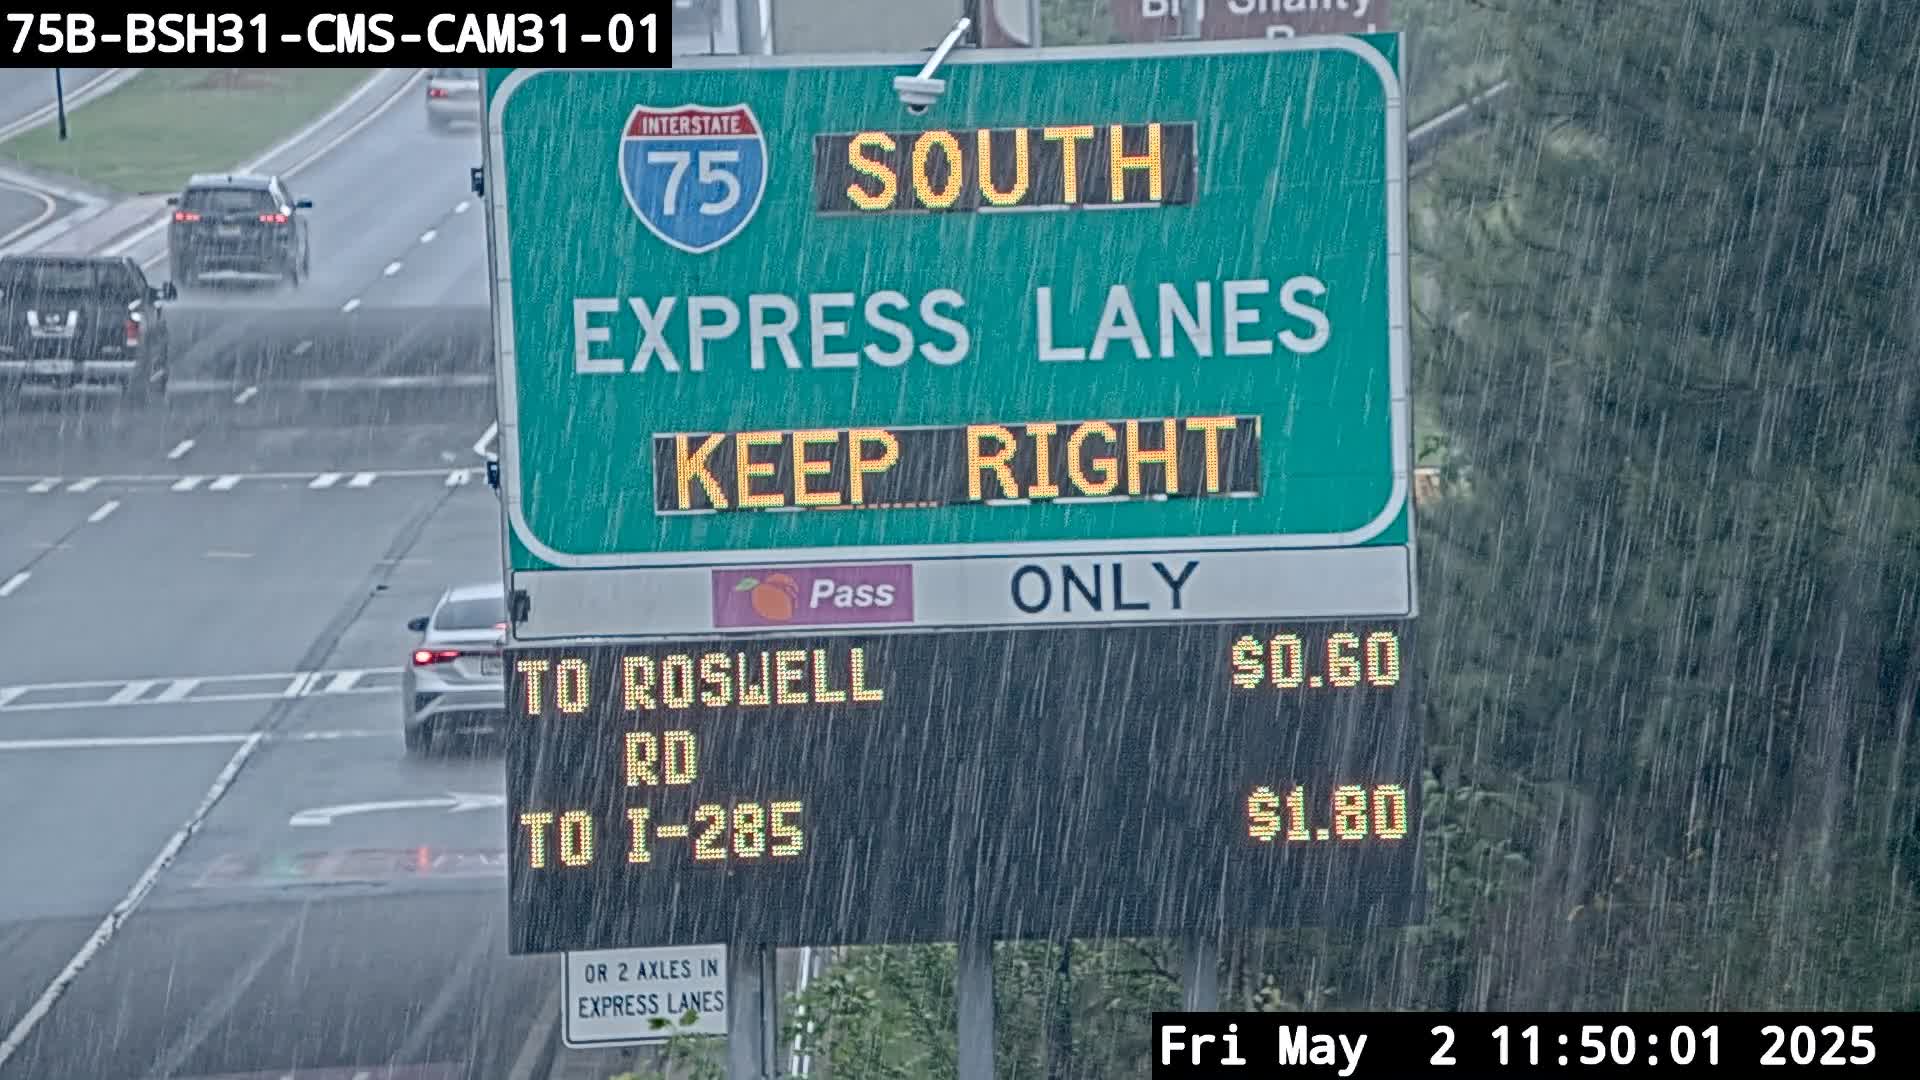 75B-BSH31-CMS-CAM31-01
Shanty
INTERSTATE
75
SOUTH
EXPRESS LANES
KEEP RIGHT
Pass ONLY
TO ROSWELL $0.60
RD
TO I-285 $1.80
OR 2 AXLES IN
EXPRESS LANES
Fri May 2 11:50:01 2025